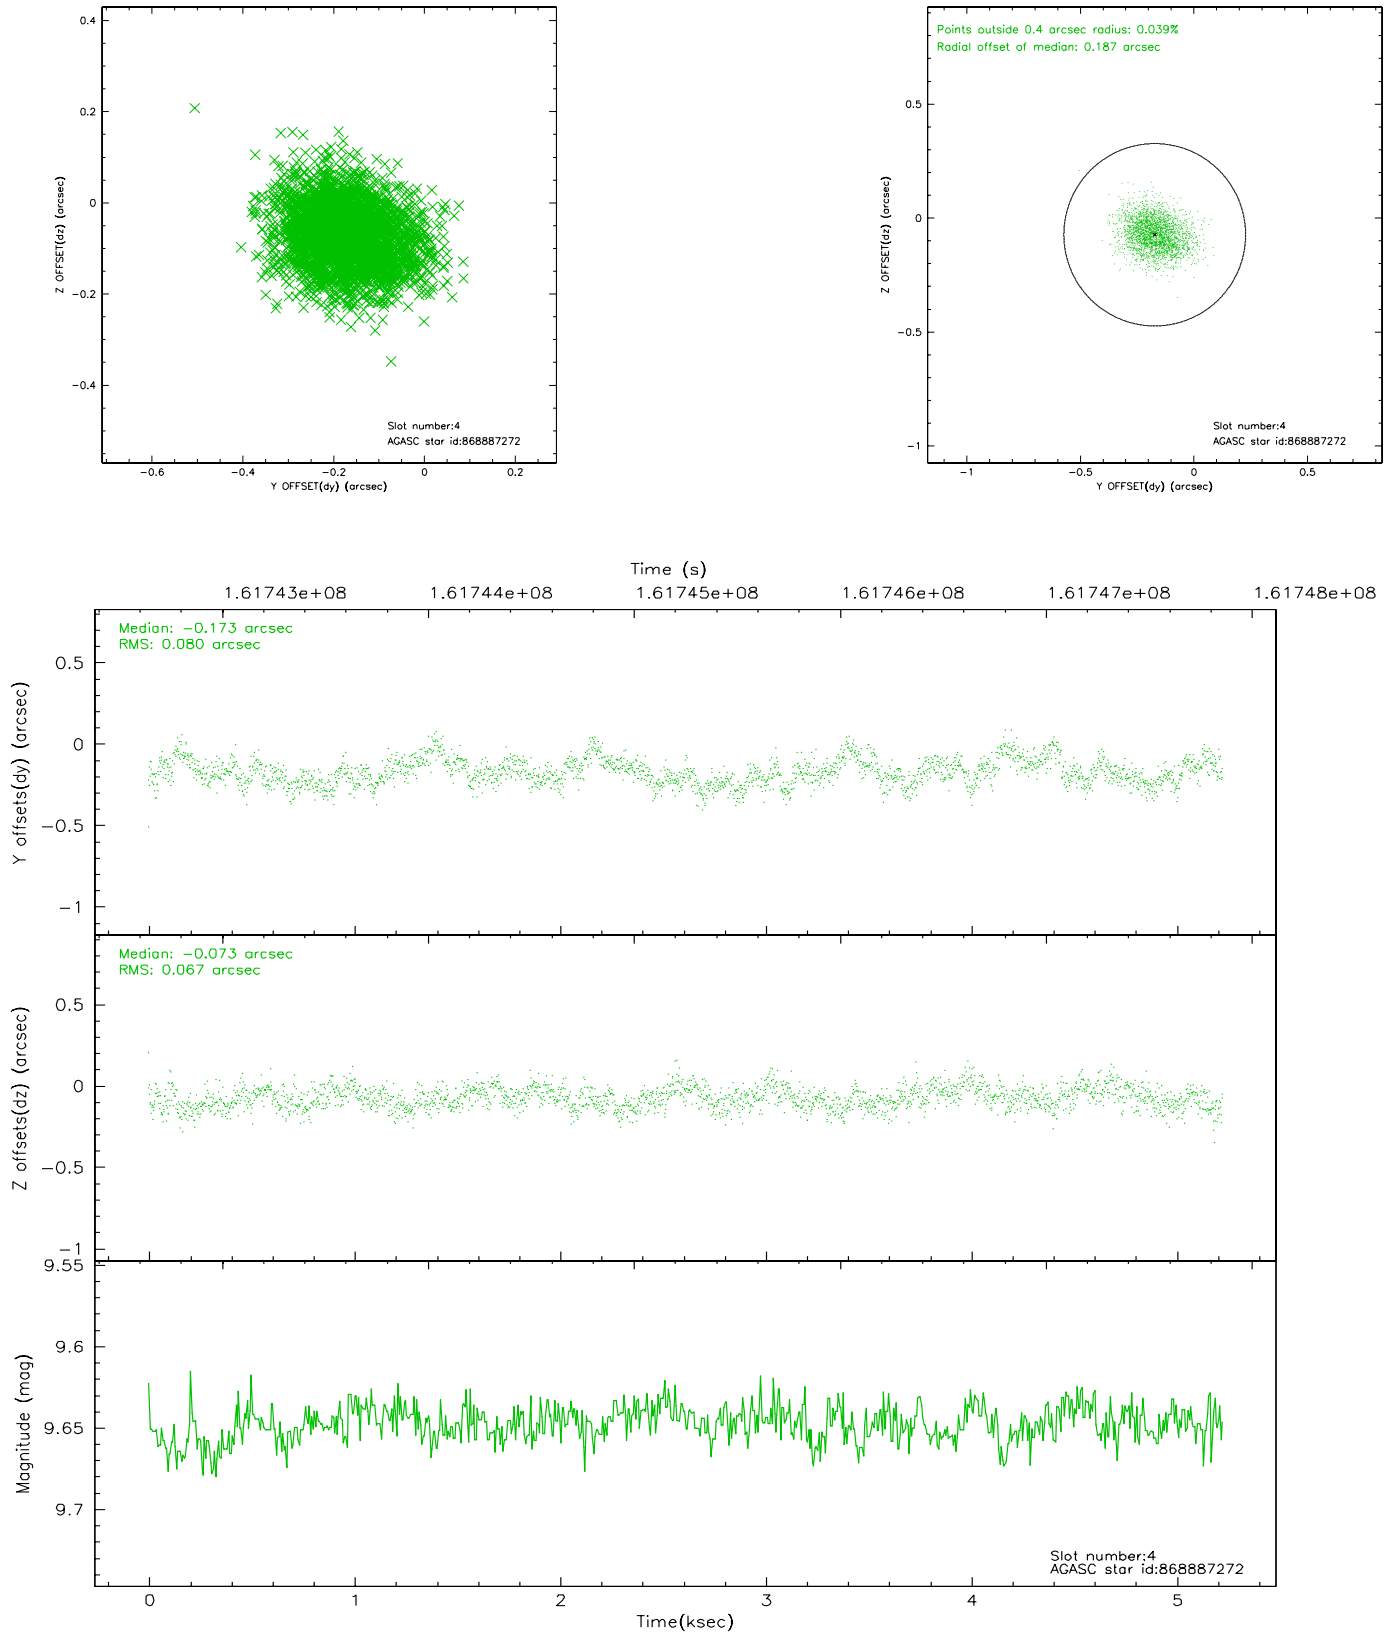 0.4
0.2
0
−0.2
−0.4
Z OFFSET(dz) (arcsec)
Slot number:4
AGASC star id:868887272
−0.6 −0.4 −0.2 0 0.2
Y OFFSET(dy) (arcsec)
Points outside 0.4 arcsec radius: 0.039%
Radial offset of median: 0.187 arcsec
0.5
0
−0.5
−1
Z OFFSET(dz) (arcsec)
Slot number:4
AGASC star id:868887272
−1 −0.5 0 0.5
Y OFFSET(dy) (arcsec)
Time (s)
1.61743e+08 1.61744e+08 1.61745e+08 1.61746e+08 1.61747e+08 1.61748e+08
Median: −0.173 arcsec
RMS: 0.080 arcsec
0.5
0
−0.5
−1
Y offsets(dy) (arcsec)
Median: −0.073 arcsec
RMS: 0.067 arcsec
0.5
0
−0.5
−1
Z offsets(dz) (arcsec)
9.55
9.6
9.65
9.7
Magnitude (mag)
Slot number:4
AGASC star id:868887272
0 1 2 3 4 5
Time(ksec)